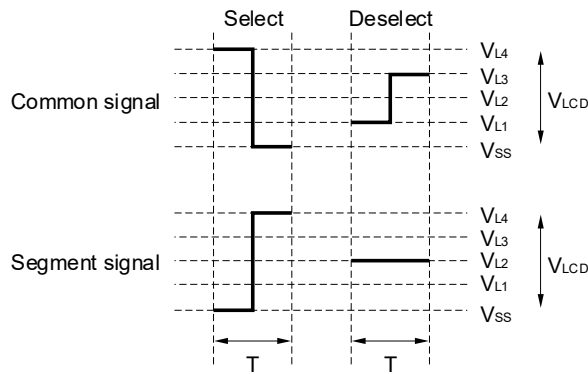 Select Deselect
VL4
VL3
VL2
VL1
VSS
Common signal
VLCD
VL4
VL3
VL2
VL1
VSS
Segment signal
VLCD
T T